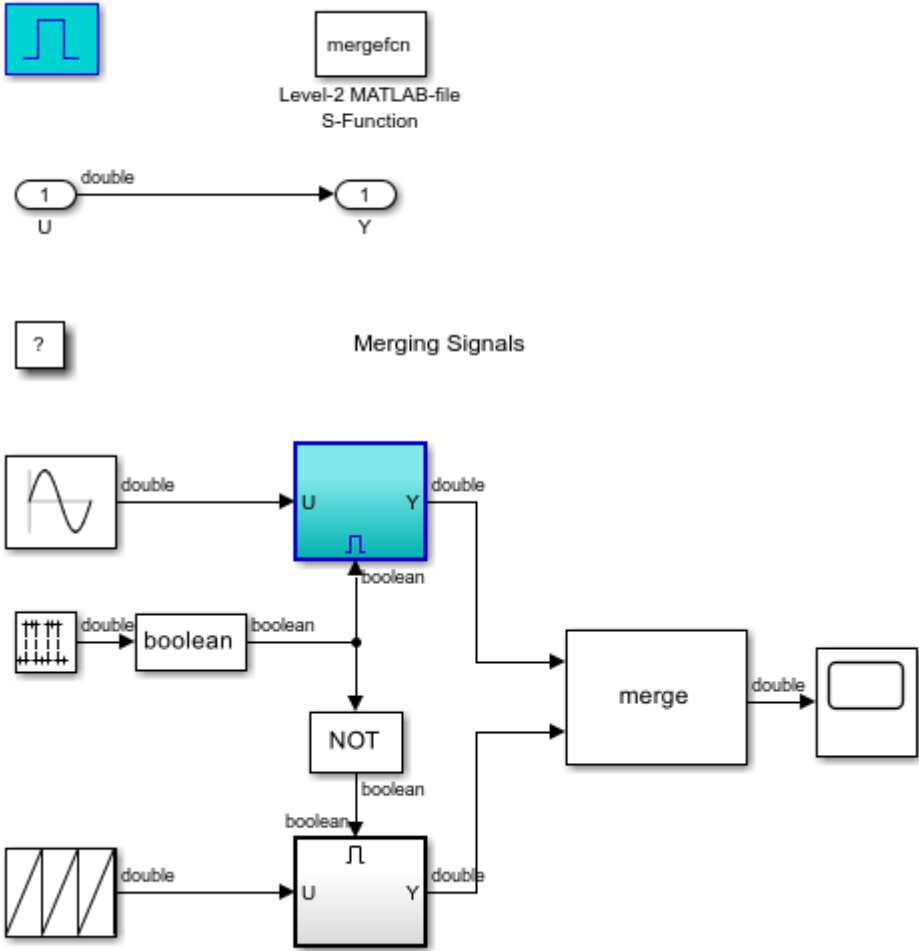 mergefcn
Level-2 MATLAB-file
S-Function
double
1
1
U
Y
?
Merging Signals
double
U
Y
double
boolean
double
boolean
boolean
merge
double
NOT
boolean
boolean
double
U
Y
double